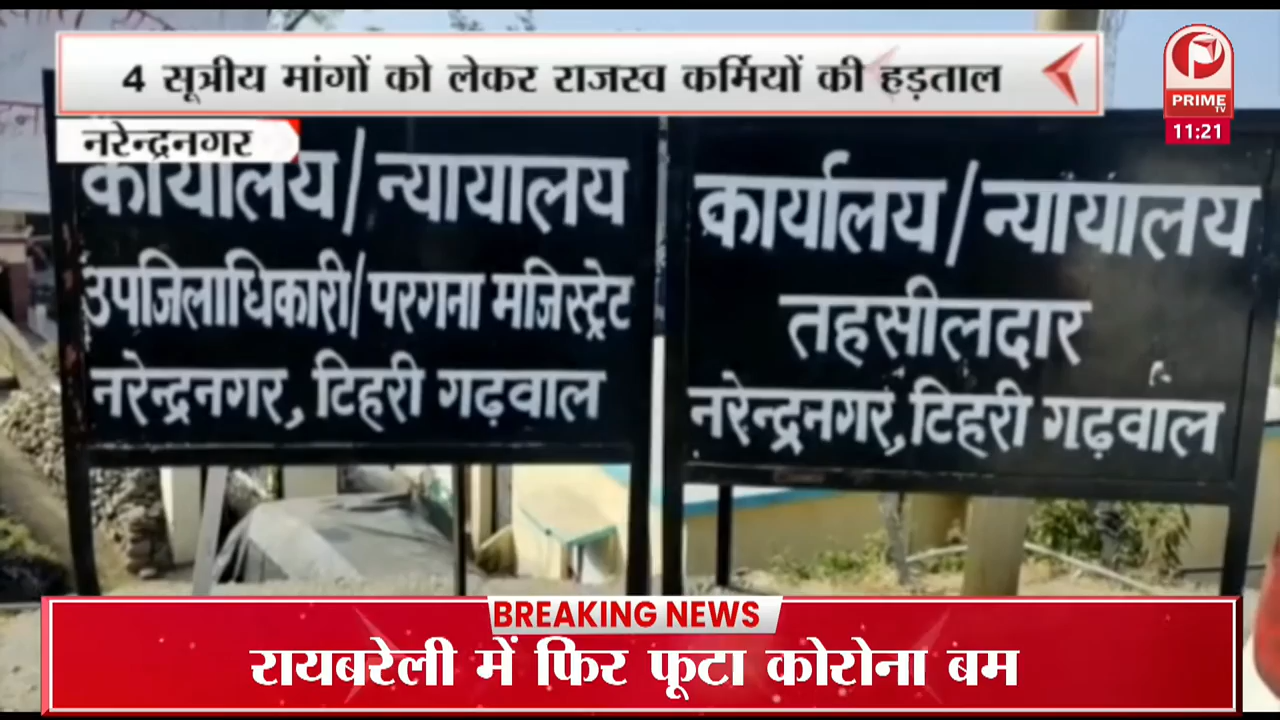 4 सूत्रीय मांगों को लेकर राजस्व कर्मियों की हड़ताल
PRIME
TV
11:21
नरेन्द्रनगर
कार्यालय/न्यायालय
उपजिलाधिकारी/परगना मजिस्ट्रेट
नरेन्द्रनगर, टिहरी गढ़वाल
कार्यालय/न्यायालय
तहसीलदार
नरेन्द्रनगर, टिहरी गढ़वाल
BREAKING NEWS
रायबरेली में फिर फूटा कोरोना बम